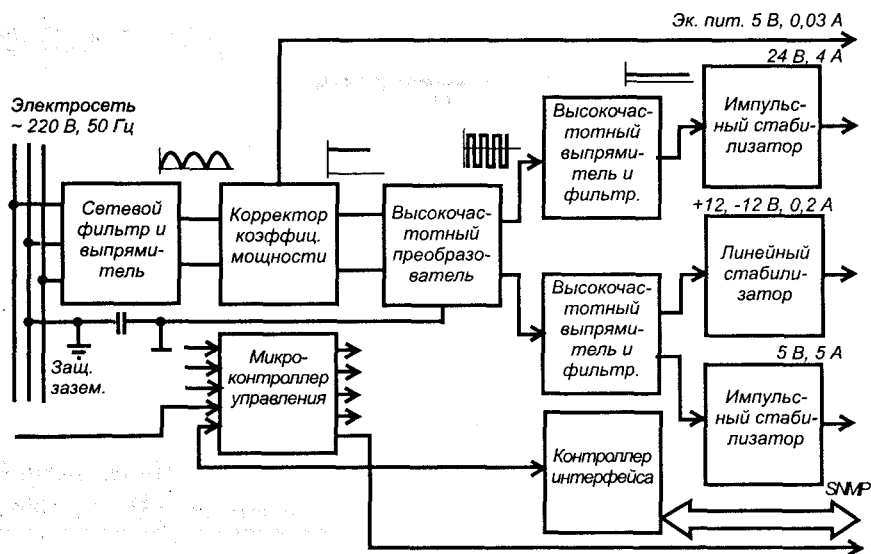 Эк. пит. 5 В, 0,03 А
24 В, 4 А
Электросеть
~ 220 В, 50 Гц
Сетевой
фильтр и
выпрями-
тель
Корректор
коэффиц.
мощности
Высокочас-
тотный
преобразо-
ватель
Высокочас-
тотный
выпрями-
тель и
фильтр.
Импульс-
сный стаби-
лизатор
+12, -12 В, 0,2 А
Высокочас-
тотный
выпрями-
тель и
фильтр.
Линейный
стабили-
затор
5 В, 5 А
Импульс-
сный стаби-
лизатор
Защ.
зазем.
Микро-
контроллер
управления
Контроллер
интерфейса
SNMP